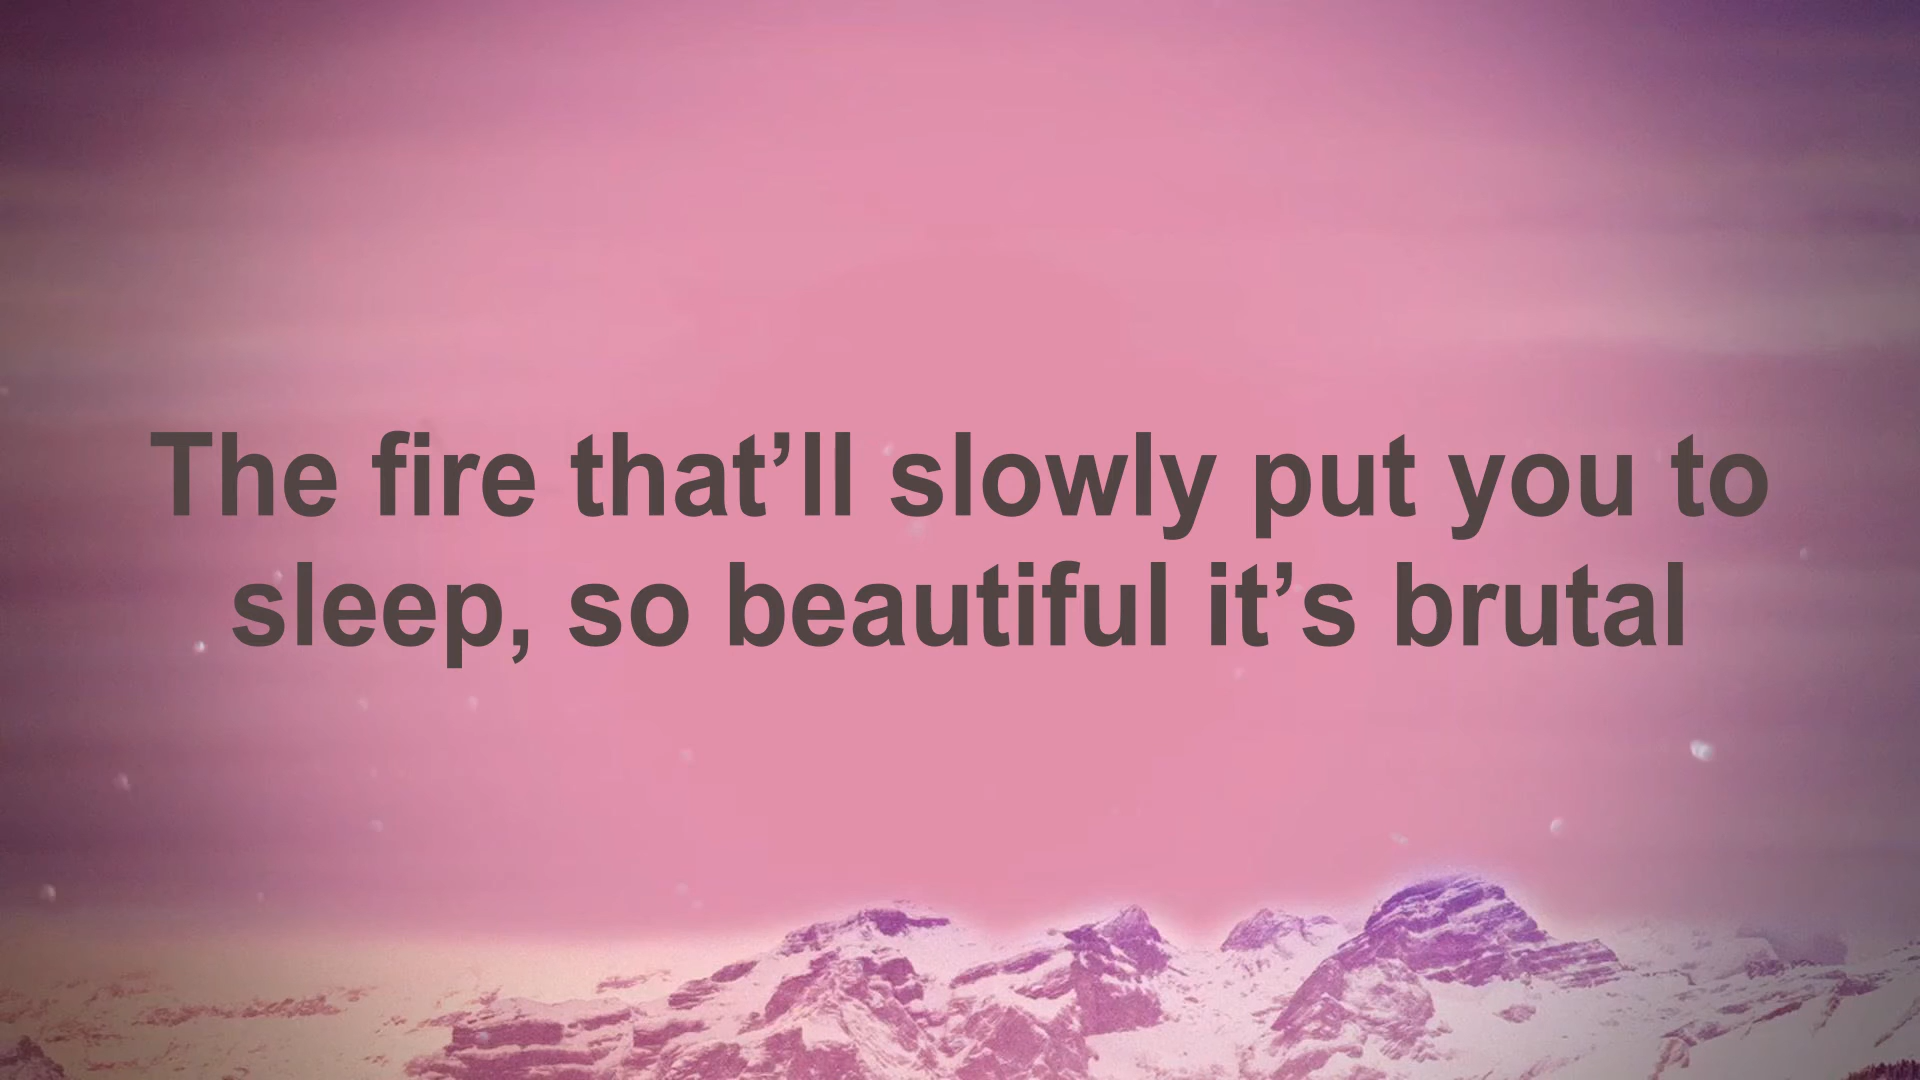 The fire that’ll slowly put you to
sleep, so beautiful it’s brutal